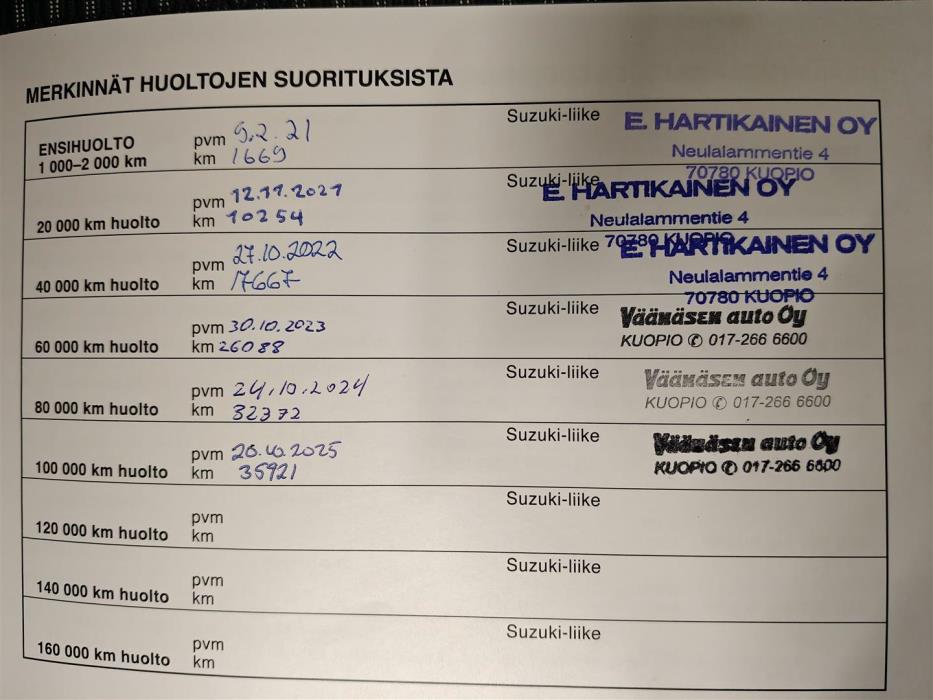 MERKINNÄT HUOLTOJEN SUORITUKSISTA
ENSIHUOLTO
1 000–2 000 km
pvm 9.2.21
km 1669
Suzuki-liike
E. HARTIKAINEN OY
Neulalammentie 4
70780 KUOPIO
20 000 km huolto
pvm 12.11.2021
km 10254
Suzuki-liike
E. HARTIKAINEN OY
Neulalammentie 4
70780 KUOPIO
40 000 km huolto
pvm 27.10.2022
km 17667
Suzuki-liike
E. HARTIKAINEN OY
Neulalammentie 4
70780 KUOPIO
60 000 km huolto
pvm 30.10.2023
km 26088
Suzuki-liike
Väänäsen auto Oy
KUOPIO ✆ 017-266 6600
80 000 km huolto
pvm 24.10.2024
km 32372
Suzuki-liike
Väänäsen auto Oy
KUOPIO ✆ 017-266 6600
100 000 km huolto
pvm 20.10.2025
km 35921
Suzuki-liike
Väänäsen auto Oy
KUOPIO ✆ 017-266 6600
120 000 km huolto
pvm
km
Suzuki-liike
140 000 km huolto
pvm
km
Suzuki-liike
160 000 km huolto
pvm
km
Suzuki-liike